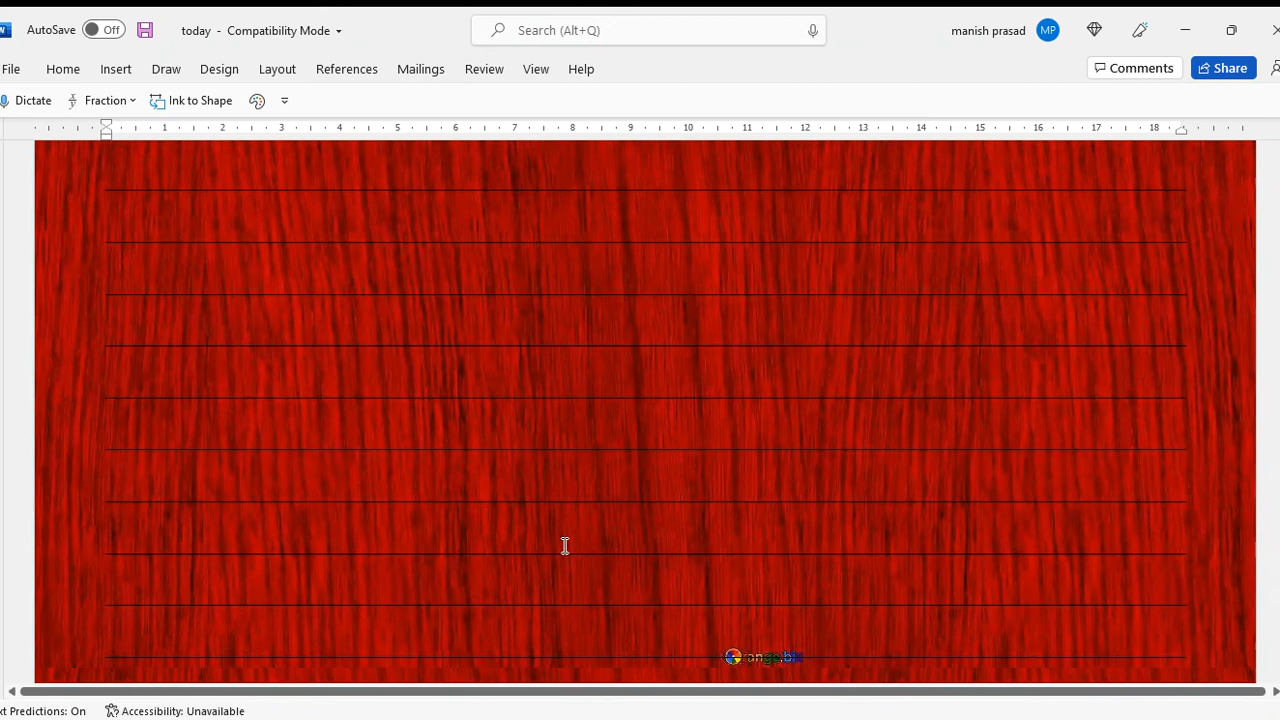 AutoSave Off today - Compatibility Mode Search (Alt+Q) manish prasad MP
File Home Insert Draw Design Layout References Mailings Review View Help Comments Share
Dictate Fraction Ink to Shape
1 2 3 4 5 6 7 8 9 10 11 12 13 14 15 16 17 18
xt Predictions: On Accessibility: Unavailable